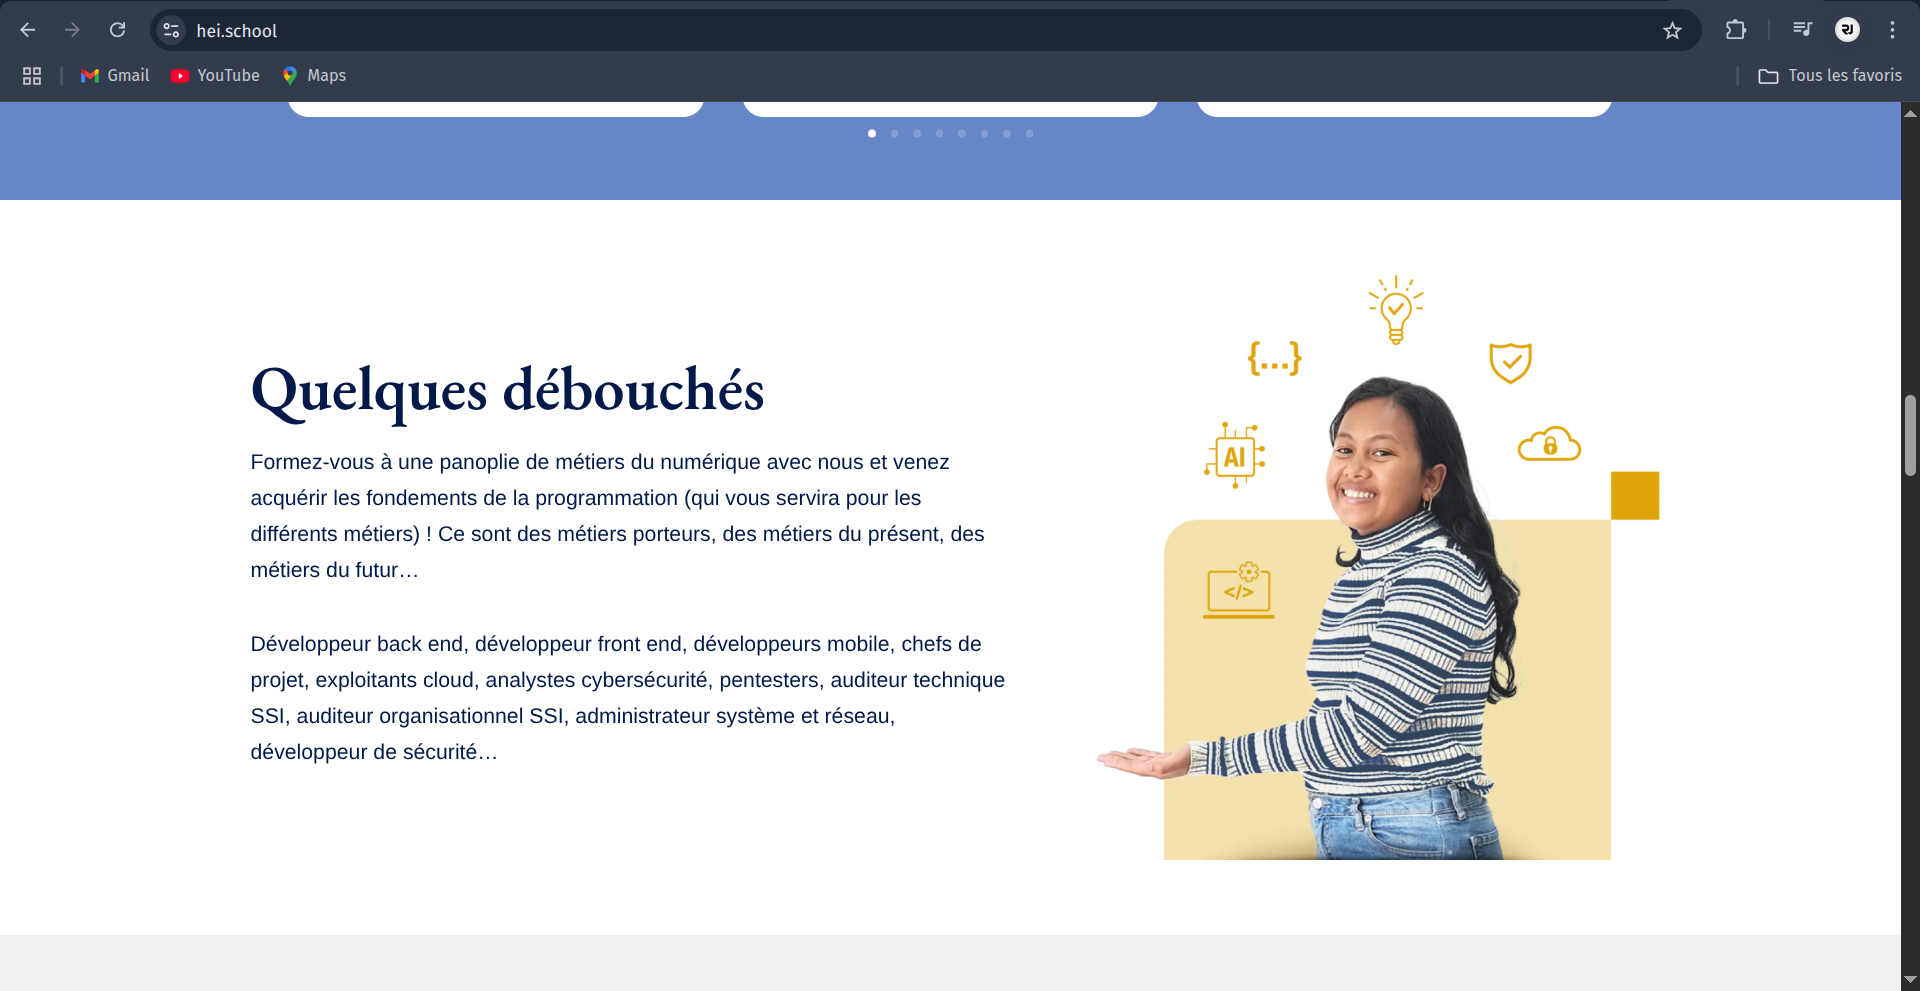 hei.school
Gmail YouTube Maps Tous les favoris
{...}
AI
</>
Quelques débouchés
Formez-vous à une panoplie de métiers du numérique avec nous et venez
acquérir les fondements de la programmation (qui vous servira pour les
différents métiers) ! Ce sont des métiers porteurs, des métiers du présent, des
métiers du futur…
Développeur back end, développeur front end, développeurs mobile, chefs de
projet, exploitants cloud, analystes cybersécurité, pentesters, auditeur technique
SSI, auditeur organisationnel SSI, administrateur système et réseau,
développeur de sécurité…